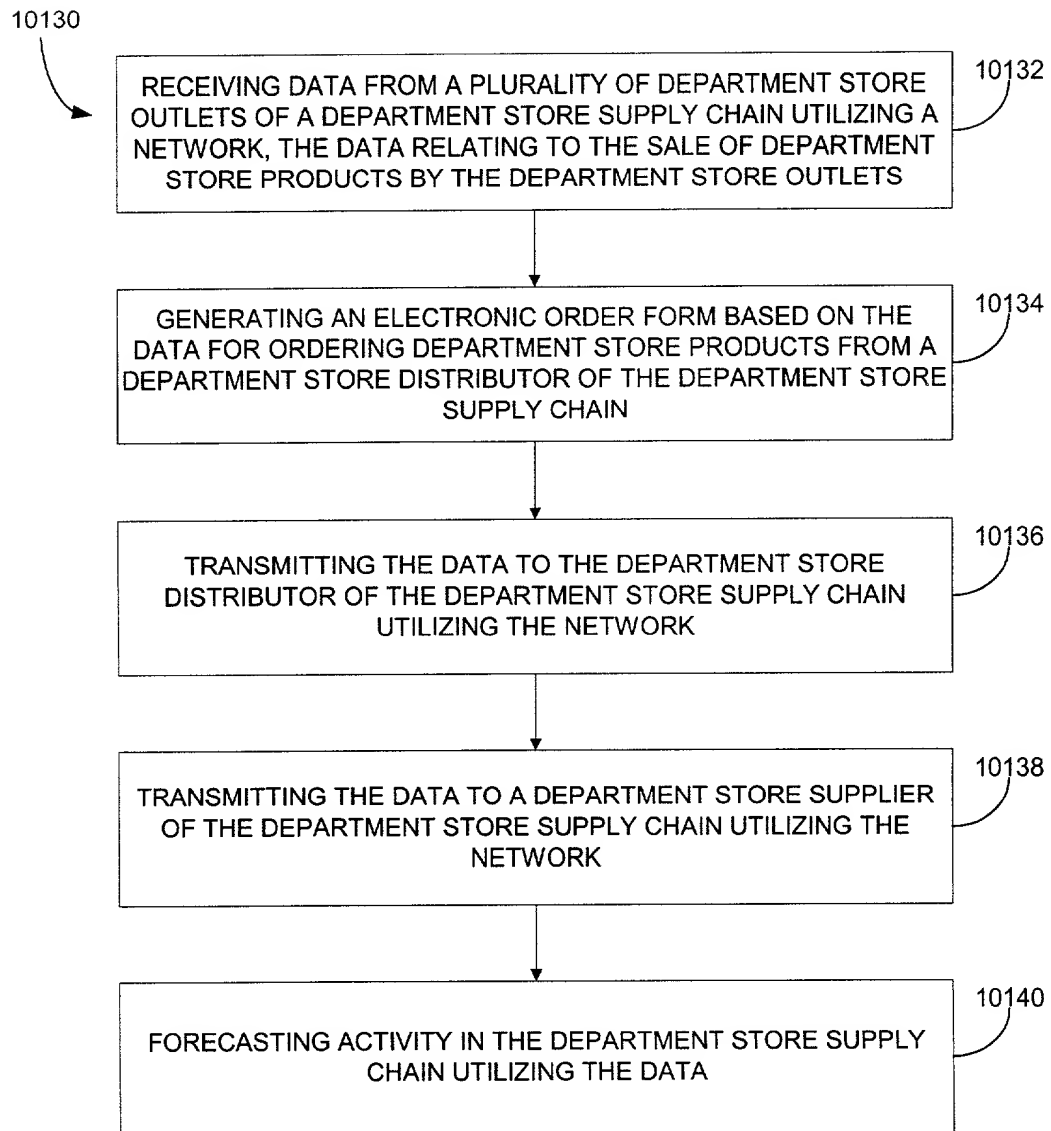 10130
RECEIVING DATA FROM A PLURALITY OF DEPARTMENT STORE
OUTLETS OF A DEPARTMENT STORE SUPPLY CHAIN UTILIZING A
NETWORK, THE DATA RELATING TO THE SALE OF DEPARTMENT
STORE PRODUCTS BY THE DEPARTMENT STORE OUTLETS
10132
GENERATING AN ELECTRONIC ORDER FORM BASED ON THE
DATA FOR ORDERING DEPARTMENT STORE PRODUCTS FROM A
DEPARTMENT STORE DISTRIBUTOR OF THE DEPARTMENT STORE
SUPPLY CHAIN
10134
TRANSMITTING THE DATA TO THE DEPARTMENT STORE
DISTRIBUTOR OF THE DEPARTMENT STORE SUPPLY CHAIN
UTILIZING THE NETWORK
10136
TRANSMITTING THE DATA TO A DEPARTMENT STORE SUPPLIER
OF THE DEPARTMENT STORE SUPPLY CHAIN UTILIZING THE
NETWORK
10138
FORECASTING ACTIVITY IN THE DEPARTMENT STORE SUPPLY
CHAIN UTILIZING THE DATA
10140